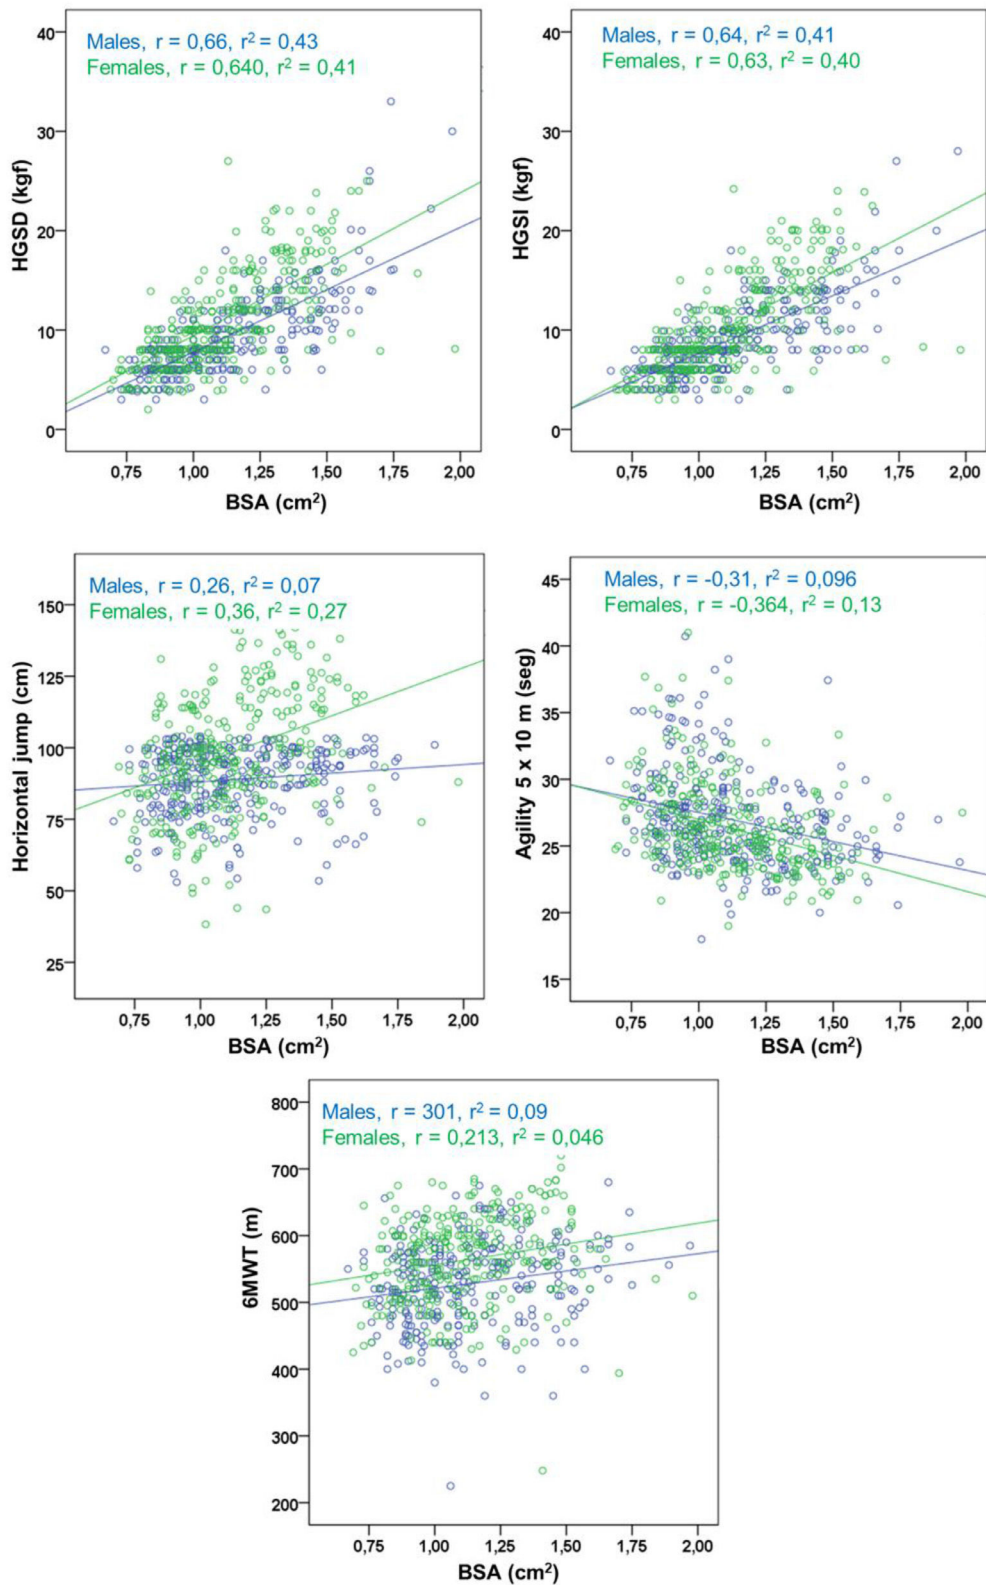 Males, r = 0,66, r² = 0,43
Females, r = 0,640, r² = 0,41
40
30
20
10
0
HGSD (kgf)
0,75 1,00 1,25 1,50 1,75 2,00
BSA (cm²)
Males, r = 0,64, r² = 0,41
Females, r = 0,63, r² = 0,40
40
30
20
10
0
HGSI (kgf)
0,75 1,00 1,25 1,50 1,75 2,00
BSA (cm²)
Males, r = 0,26, r² = 0,07
Females, r = 0,36, r² = 0,27
150
125
100
75
50
25
Horizontal jump (cm)
0,75 1,00 1,25 1,50 1,75 2,00
BSA (cm²)
Males, r = -0,31, r² = 0,096
Females, r = -0,364, r² = 0,13
45
40
35
30
25
20
15
Agility 5 x 10 m (seg)
0,75 1,00 1,25 1,50 1,75 2,00
BSA (cm²)
Males, r = 301, r² = 0,09
Females, r = 0,213, r² = 0,046
800
700
600
500
400
300
200
6MWT (m)
0,75 1,00 1,25 1,50 1,75 2,00
BSA (cm²)